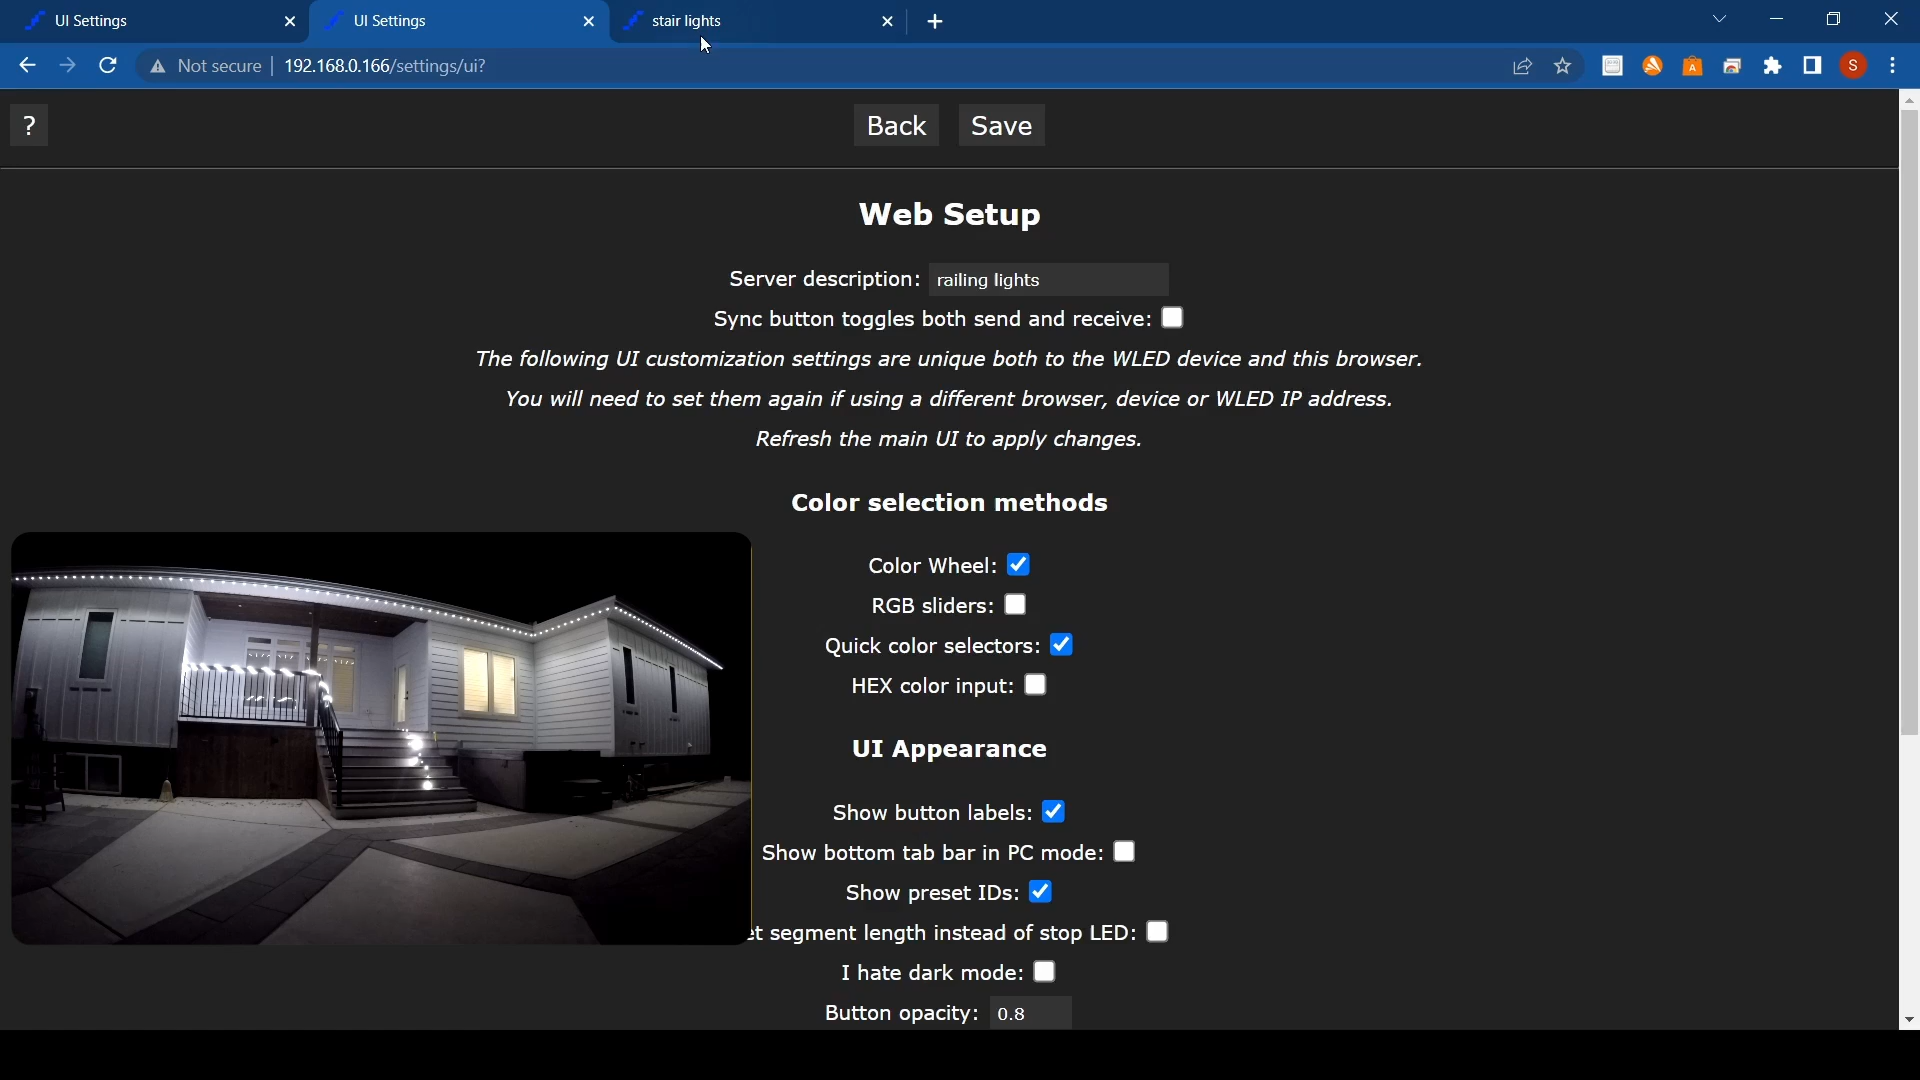 UI Settings
UI Settings
stair lights
Not secure
192.168.0.166/settings/ui?
A
S
?
Back
Save
Web Setup
Server description: railing lights
Sync button toggles both send and receive:
The following UI customization settings are unique both to the WLED device and this browser.
You will need to set them again if using a different browser, device or WLED IP address.
Refresh the main UI to apply changes.
Color selection methods
Color Wheel:
RGB sliders:
Quick color selectors:
HEX color input:
UI Appearance
Show button labels:
Show bottom tab bar in PC mode:
Show preset IDs:
et segment length instead of stop LED:
I hate dark mode:
Button opacity: 0.8